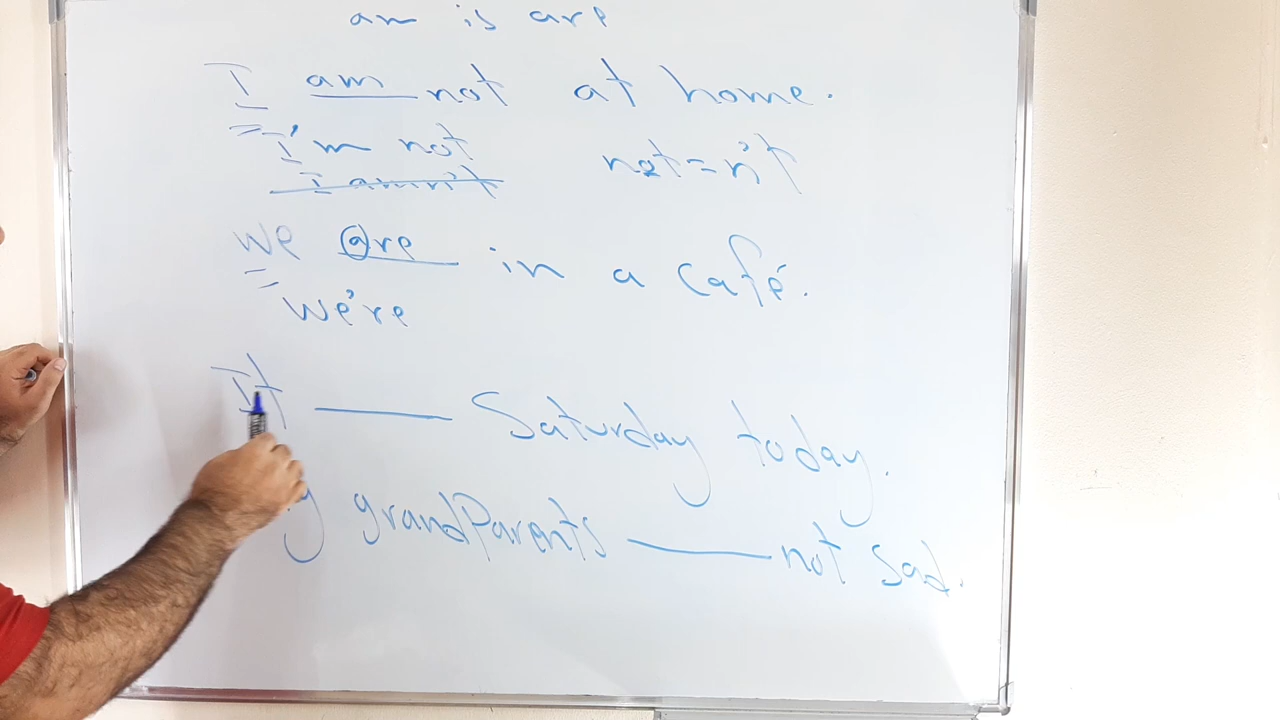 am is are
I am not at home.
I'm not not = n't
I amn't
we are in a café.
we're
It ____ Saturday today.
y grandParents ____ not sad.